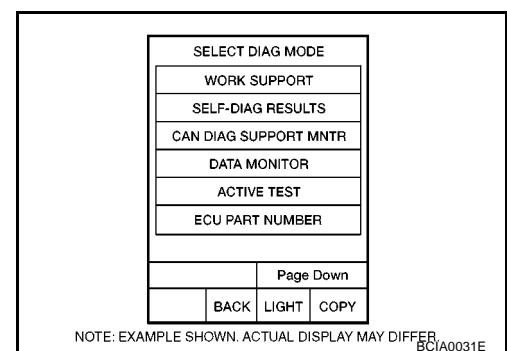 SELECT DIAG MODE
WORK SUPPORT
SELF-DIAG RESULTS
CAN DIAG SUPPORT MNTR
DATA MONITOR
ACTIVE TEST
ECU PART NUMBER
Page Down
BACK LIGHT COPY
NOTE: EXAMPLE SHOWN. ACTUAL DISPLAY MAY DIFFER.
BCIA0031E